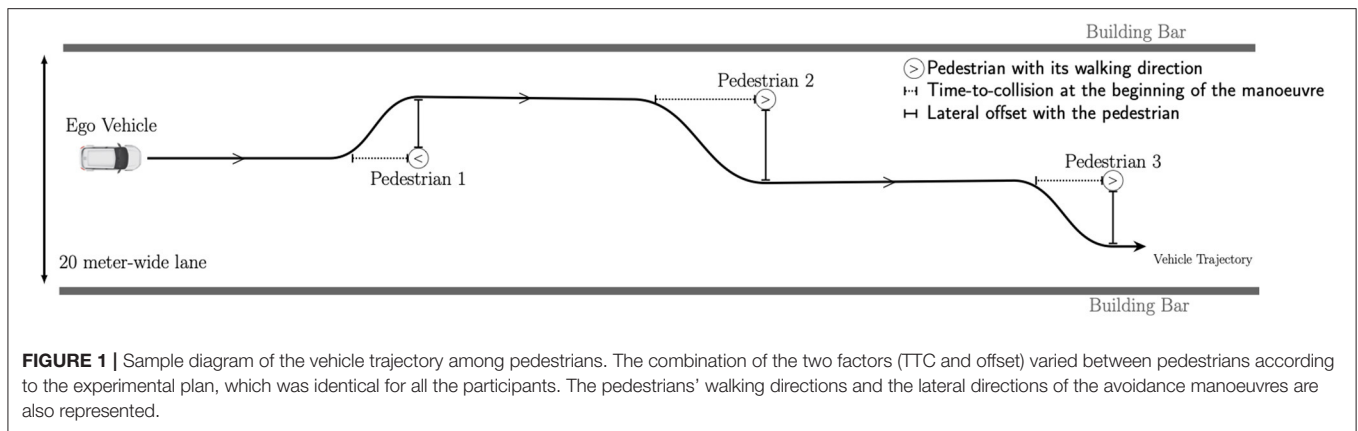 Building Bar
Pedestrian 2
> Pedestrian with its walking direction
Time-to-collision at the beginning of the manoeuvre
Lateral offset with the pedestrian
>
Ego Vehicle
<
Pedestrian 1
Pedestrian 3
>
20 meter-wide lane
Vehicle Trajectory
Building Bar
FIGURE 1 | Sample diagram of the vehicle trajectory among pedestrians. The combination of the two factors (TTC and offset) varied between pedestrians according
to the experimental plan, which was identical for all the participants. The pedestrians' walking directions and the lateral directions of the avoidance manoeuvres are
also represented.